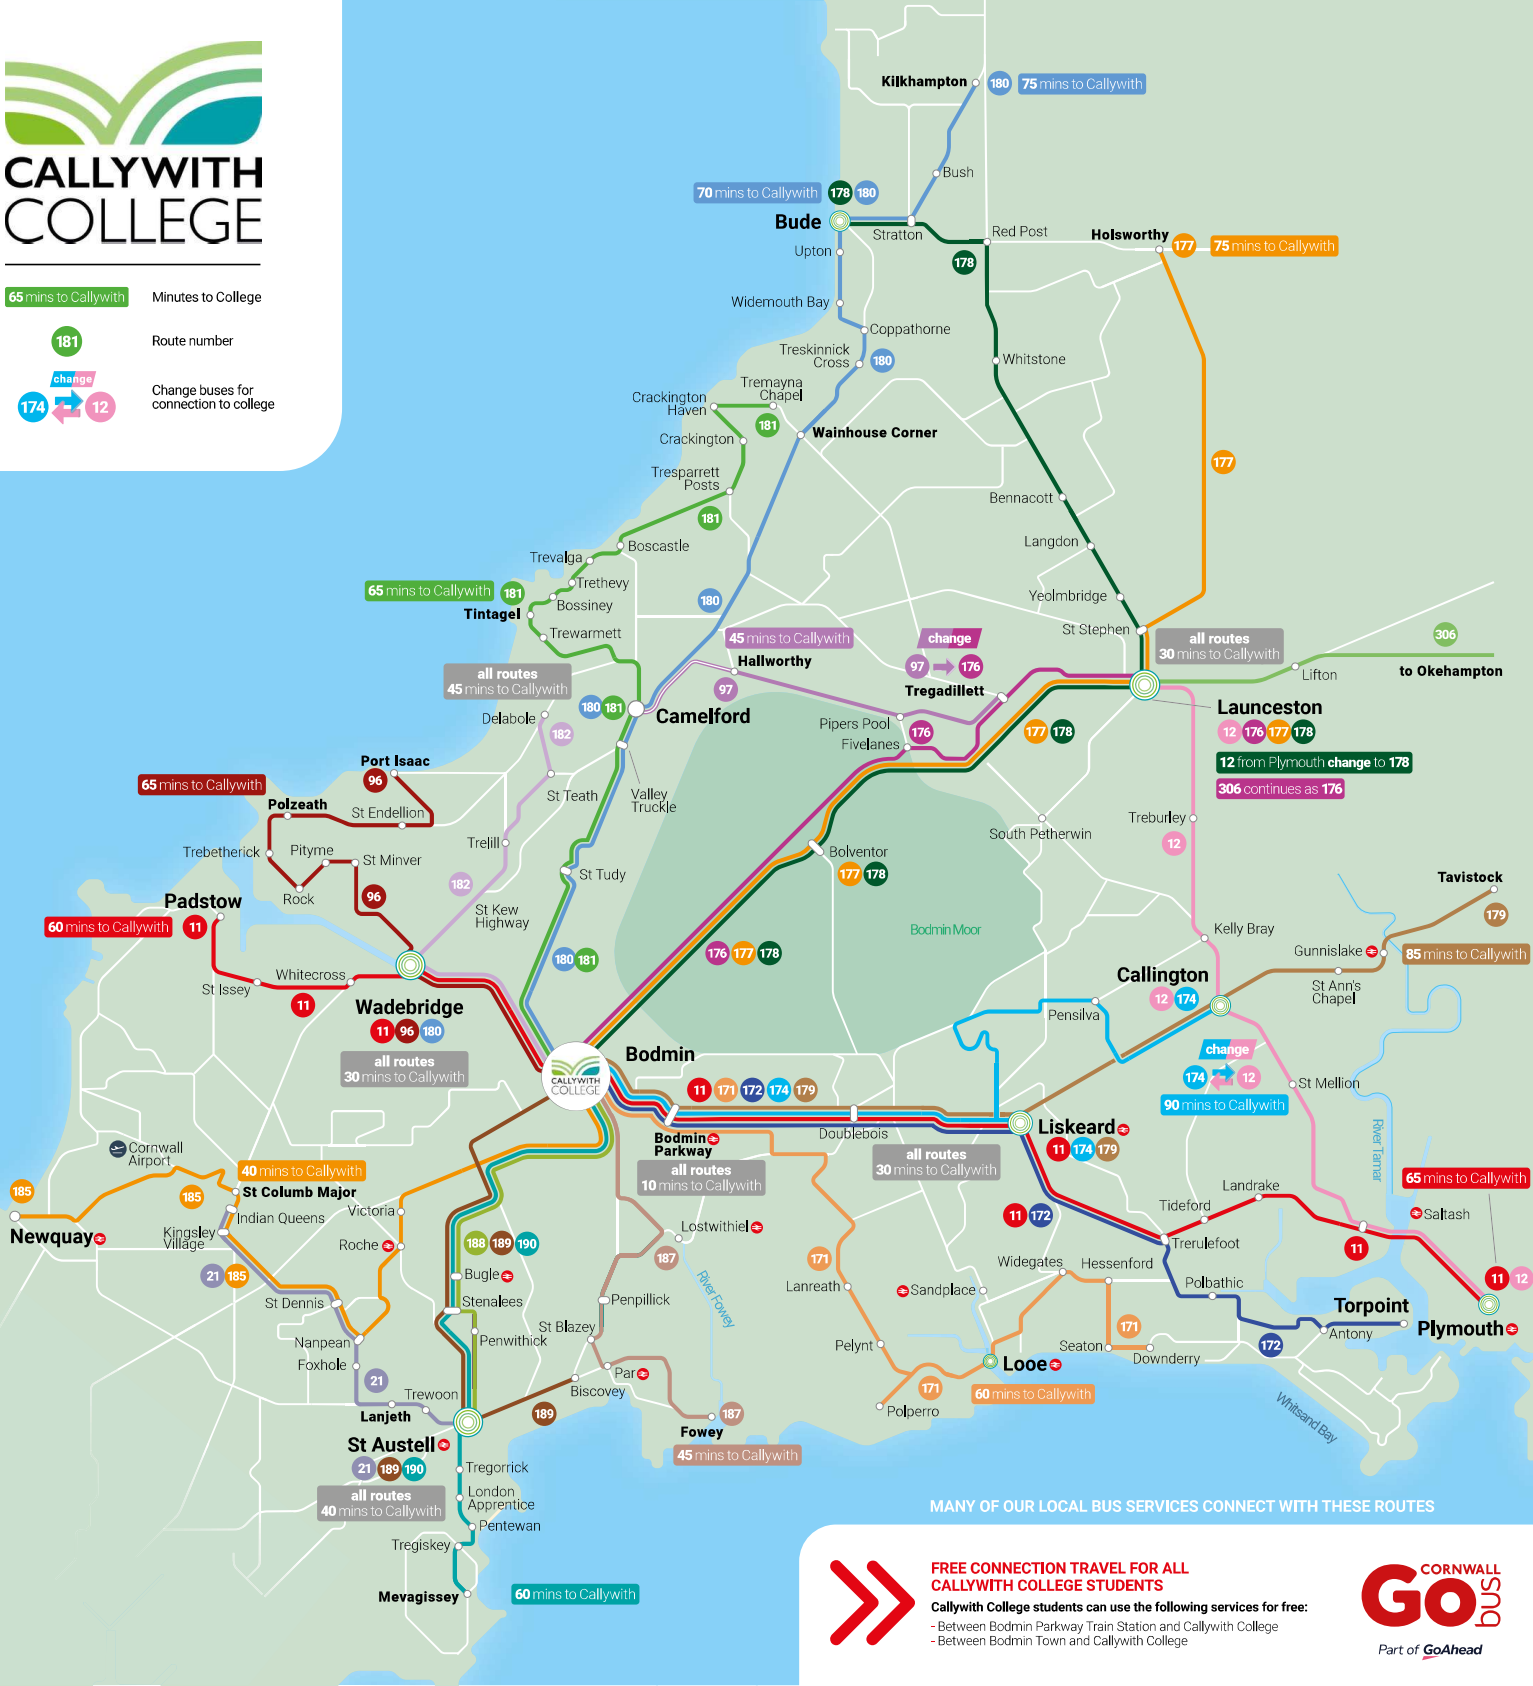 CALLYWITH
COLLEGE
65 mins to Callywith
Minutes to College
181
Route number
change
174
12
Change buses for
connection to college
Kilkhampton
180
75 mins to Callywith
Bush
70 mins to Callywith
178
180
Bude
Stratton
Red Post
Holsworthy
177
75 mins to Callywith
Upton
178
Widemouth Bay
Coppathorne
Treskinnick
Cross
180
Whitstone
Tremayna
Chapel
Crackington
Haven
181
Wainhouse Corner
Crackington
177
Tresparrett
Posts
Bennacott
181
Boscastle
Langdon
Trevalga
Trethevy
65 mins to Callywith
181
Bossiney
180
Yeolmbridge
Tintagel
Trewarmett
St Stephen
45 mins to Callywith
change
97
176
Tregadillett
all routes
30 mins to Callywith
306
Hallworthy
97
Lifton
to Okehampton
all routes
45 mins to Callywith
180
181
Camelford
Delabole
182
Launceston
12
176
177
178
Pipers Pool
176
Fivelanes
177
178
12 from Plymouth change to 178
306 continues as 176
Port Isaac
96
65 mins to Callywith
Polzeath
St Endellion
St Teath
Valley
Truckle
Treburley
12
South Petherwin
Trebetherick
Pityme
St Minver
Trelill
Bolventor
177
178
St Tudy
Rock
96
182
Tavistock
179
Padstow
60 mins to Callywith
11
St Kew
Highway
Bodmin Moor
Kelly Bray
Gunnislake
85 mins to Callywith
176
177
178
180
181
Whitecross
St Issey
11
Callington
12
174
St Ann's
Chapel
Wadebridge
11
96
180
all routes
30 mins to Callywith
Pensilva
change
174
12
90 mins to Callywith
Bodmin
CALLYWITH
COLLEGE
11
171
172
174
179
St Mellion
Bodmin
Parkway
Doublebois
Liskeard
11
174
179
River Tamar
all routes
10 mins to Callywith
all routes
30 mins to Callywith
Cornwall
Airport
40 mins to Callywith
St Columb Major
185
185
65 mins to Callywith
Landrake
Tideford
Saltash
Newquay
Indian Queens
Kingsley
Village
Victoria
Roche
11
172
Trerulefoot
11
Lostwithiel
188
189
190
187
171
Widegates
Hessenford
21
185
Bugle
River Fowey
Lanreath
Sandplace
Polbathic
11
12
St Dennis
Stenalees
Penpillick
Torpoint
Plymouth
Antony
Nanpean
Penwithick
St Blazey
Pelynt
171
Seaton
Downderry
172
Foxhole
21
Par
Looe
60 mins to Callywith
Trewoon
Biscovey
171
Polperro
Lanjeth
189
187
Fowey
45 mins to Callywith
Whitsand Bay
St Austell
21
189
190
all routes
40 mins to Callywith
Tregorrick
London
Apprentice
Pentewan
Tregiskey
Mevagissey
60 mins to Callywith
MANY OF OUR LOCAL BUS SERVICES CONNECT WITH THESE ROUTES
FREE CONNECTION TRAVEL FOR ALL
CALLYWITH COLLEGE STUDENTS
Callywith College students can use the following services for free:
- Between Bodmin Parkway Train Station and Callywith College
- Between Bodmin Town and Callywith College
GO CORNWALL
bus
Part of GoAhead